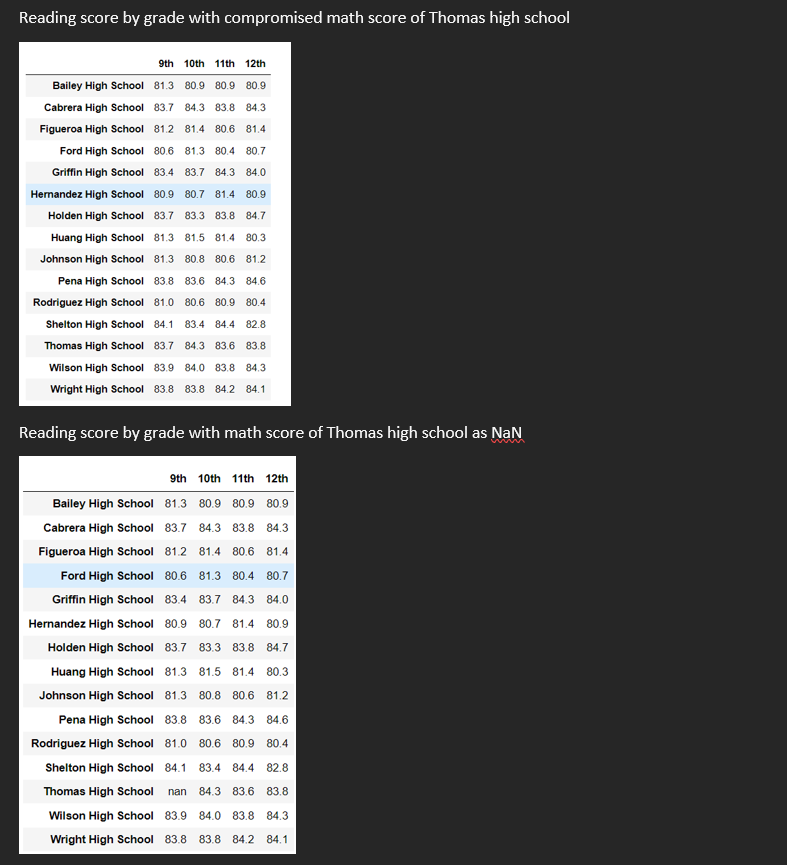 Reading score by grade with compromised math score of Thomas high school
9th 10th 11th 12th
Bailey High School 81.3 80.9 80.9 80.9
Cabrera High School 83.7 84.3 83.8 84.3
Figueroa High School 81.2 81.4 80.6 81.4
Ford High School 80.6 81.3 80.4 80.7
Griffin High School 83.4 83.7 84.3 84.0
Hernandez High School 80.9 80.7 81.4 80.9
Holden High School 83.7 83.3 83.8 84.7
Huang High School 81.3 81.5 81.4 80.3
Johnson High School 81.3 80.8 80.6 81.2
Pena High School 83.8 83.6 84.3 84.6
Rodriguez High School 81.0 80.6 80.9 80.4
Shelton High School 84.1 83.4 84.4 82.8
Thomas High School 83.7 84.3 83.6 83.8
Wilson High School 83.9 84.0 83.8 84.3
Wright High School 83.8 83.8 84.2 84.1
Reading score by grade with math score of Thomas high school as NaN
9th 10th 11th 12th
Bailey High School 81.3 80.9 80.9 80.9
Cabrera High School 83.7 84.3 83.8 84.3
Figueroa High School 81.2 81.4 80.6 81.4
Ford High School 80.6 81.3 80.4 80.7
Griffin High School 83.4 83.7 84.3 84.0
Hernandez High School 80.9 80.7 81.4 80.9
Holden High School 83.7 83.3 83.8 84.7
Huang High School 81.3 81.5 81.4 80.3
Johnson High School 81.3 80.8 80.6 81.2
Pena High School 83.8 83.6 84.3 84.6
Rodriguez High School 81.0 80.6 80.9 80.4
Shelton High School 84.1 83.4 84.4 82.8
Thomas High School nan 84.3 83.6 83.8
Wilson High School 83.9 84.0 83.8 84.3
Wright High School 83.8 83.8 84.2 84.1